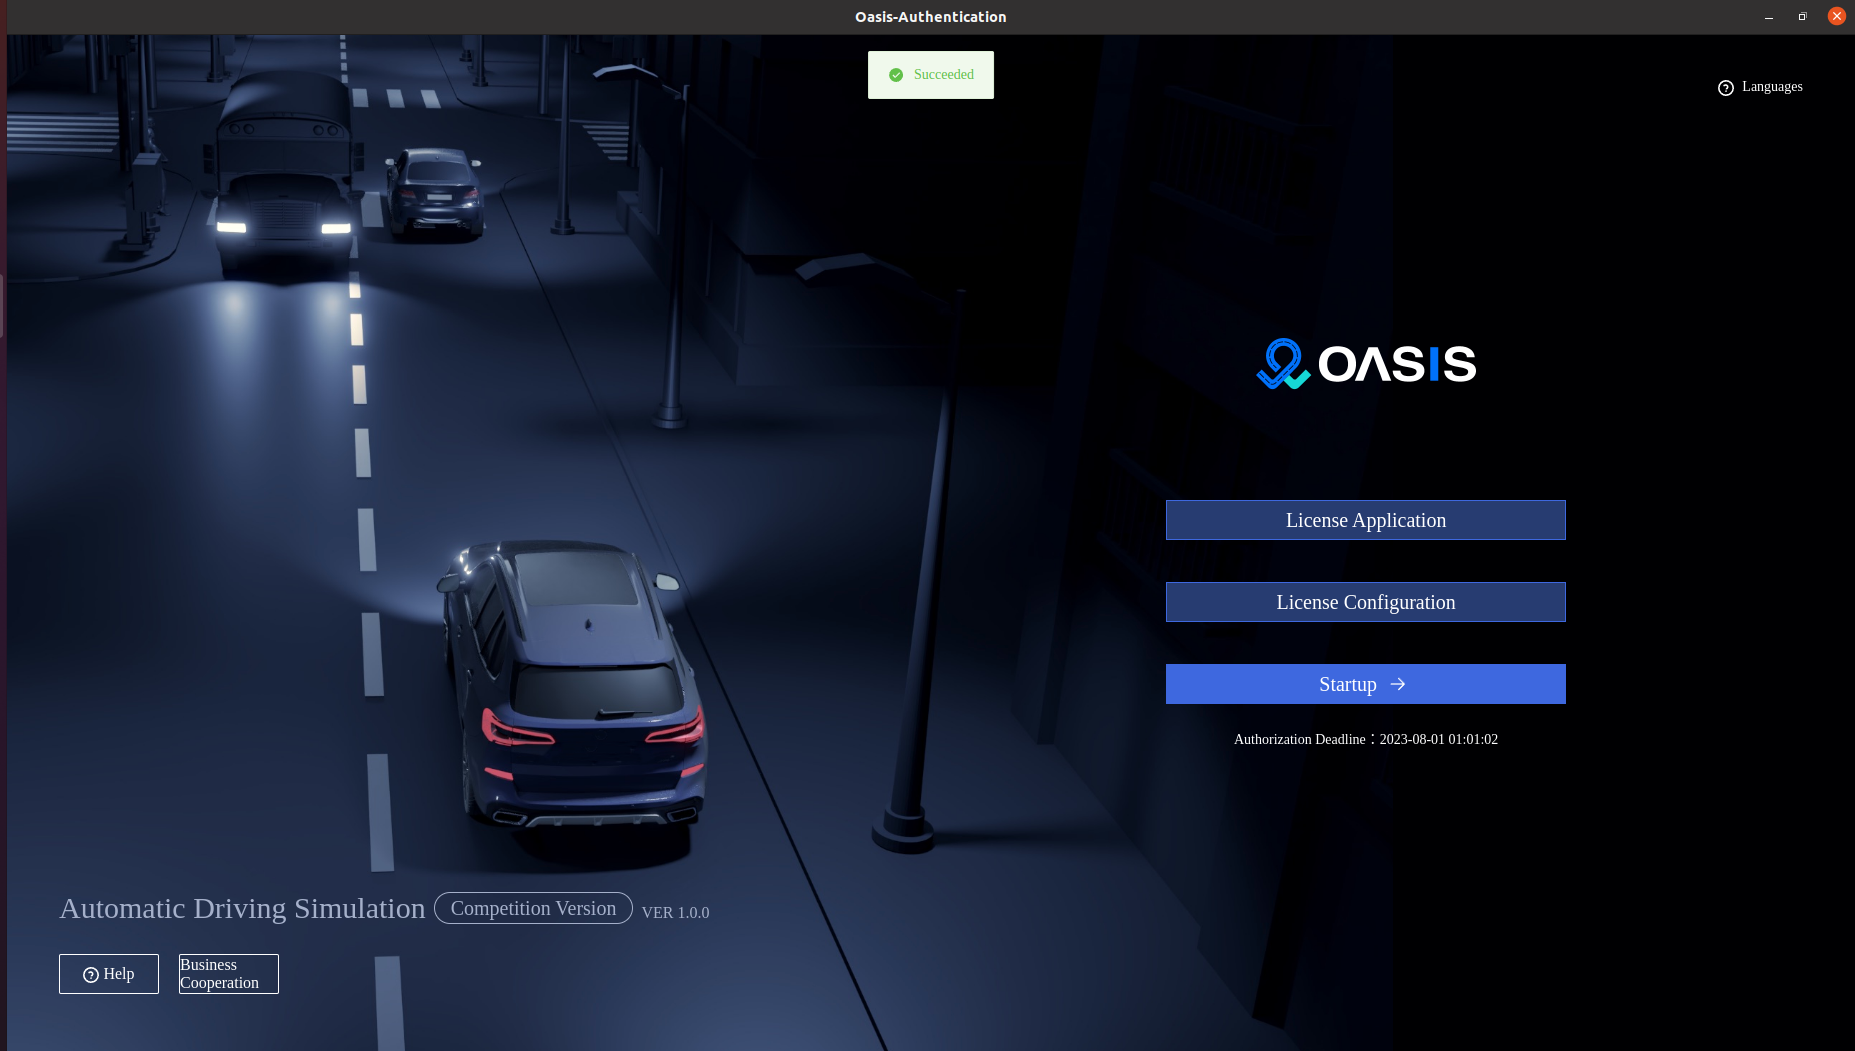 Oasis-Authentication
Succeeded
Languages
OASIS
License Application
License Configuration
Startup
Authorization Deadline：2023-08-01 01:01:02
Automatic Driving Simulation Competition Version VER 1.0.0
Help
Business
Cooperation